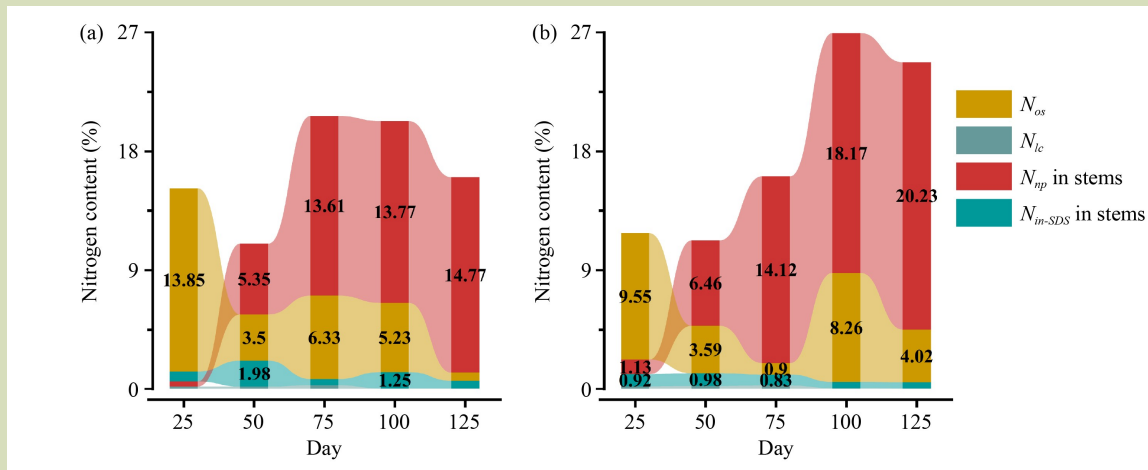 (a)
Nitrogen content (%)
27
18
9
0
13.85
5.35
3.5
1.98
13.61
6.33
13.77
5.23
1.25
14.77
25 50 75 100 125
Day
(b)
Nitrogen content (%)
27
18
9
0
9.55
1.13
0.92
6.46
3.59
0.98
14.12
0.9
0.83
18.17
8.26
20.23
4.02
25 50 75 100 125
Day
Nos
Nlc
Nnp in stems
Nin-SDS in stems